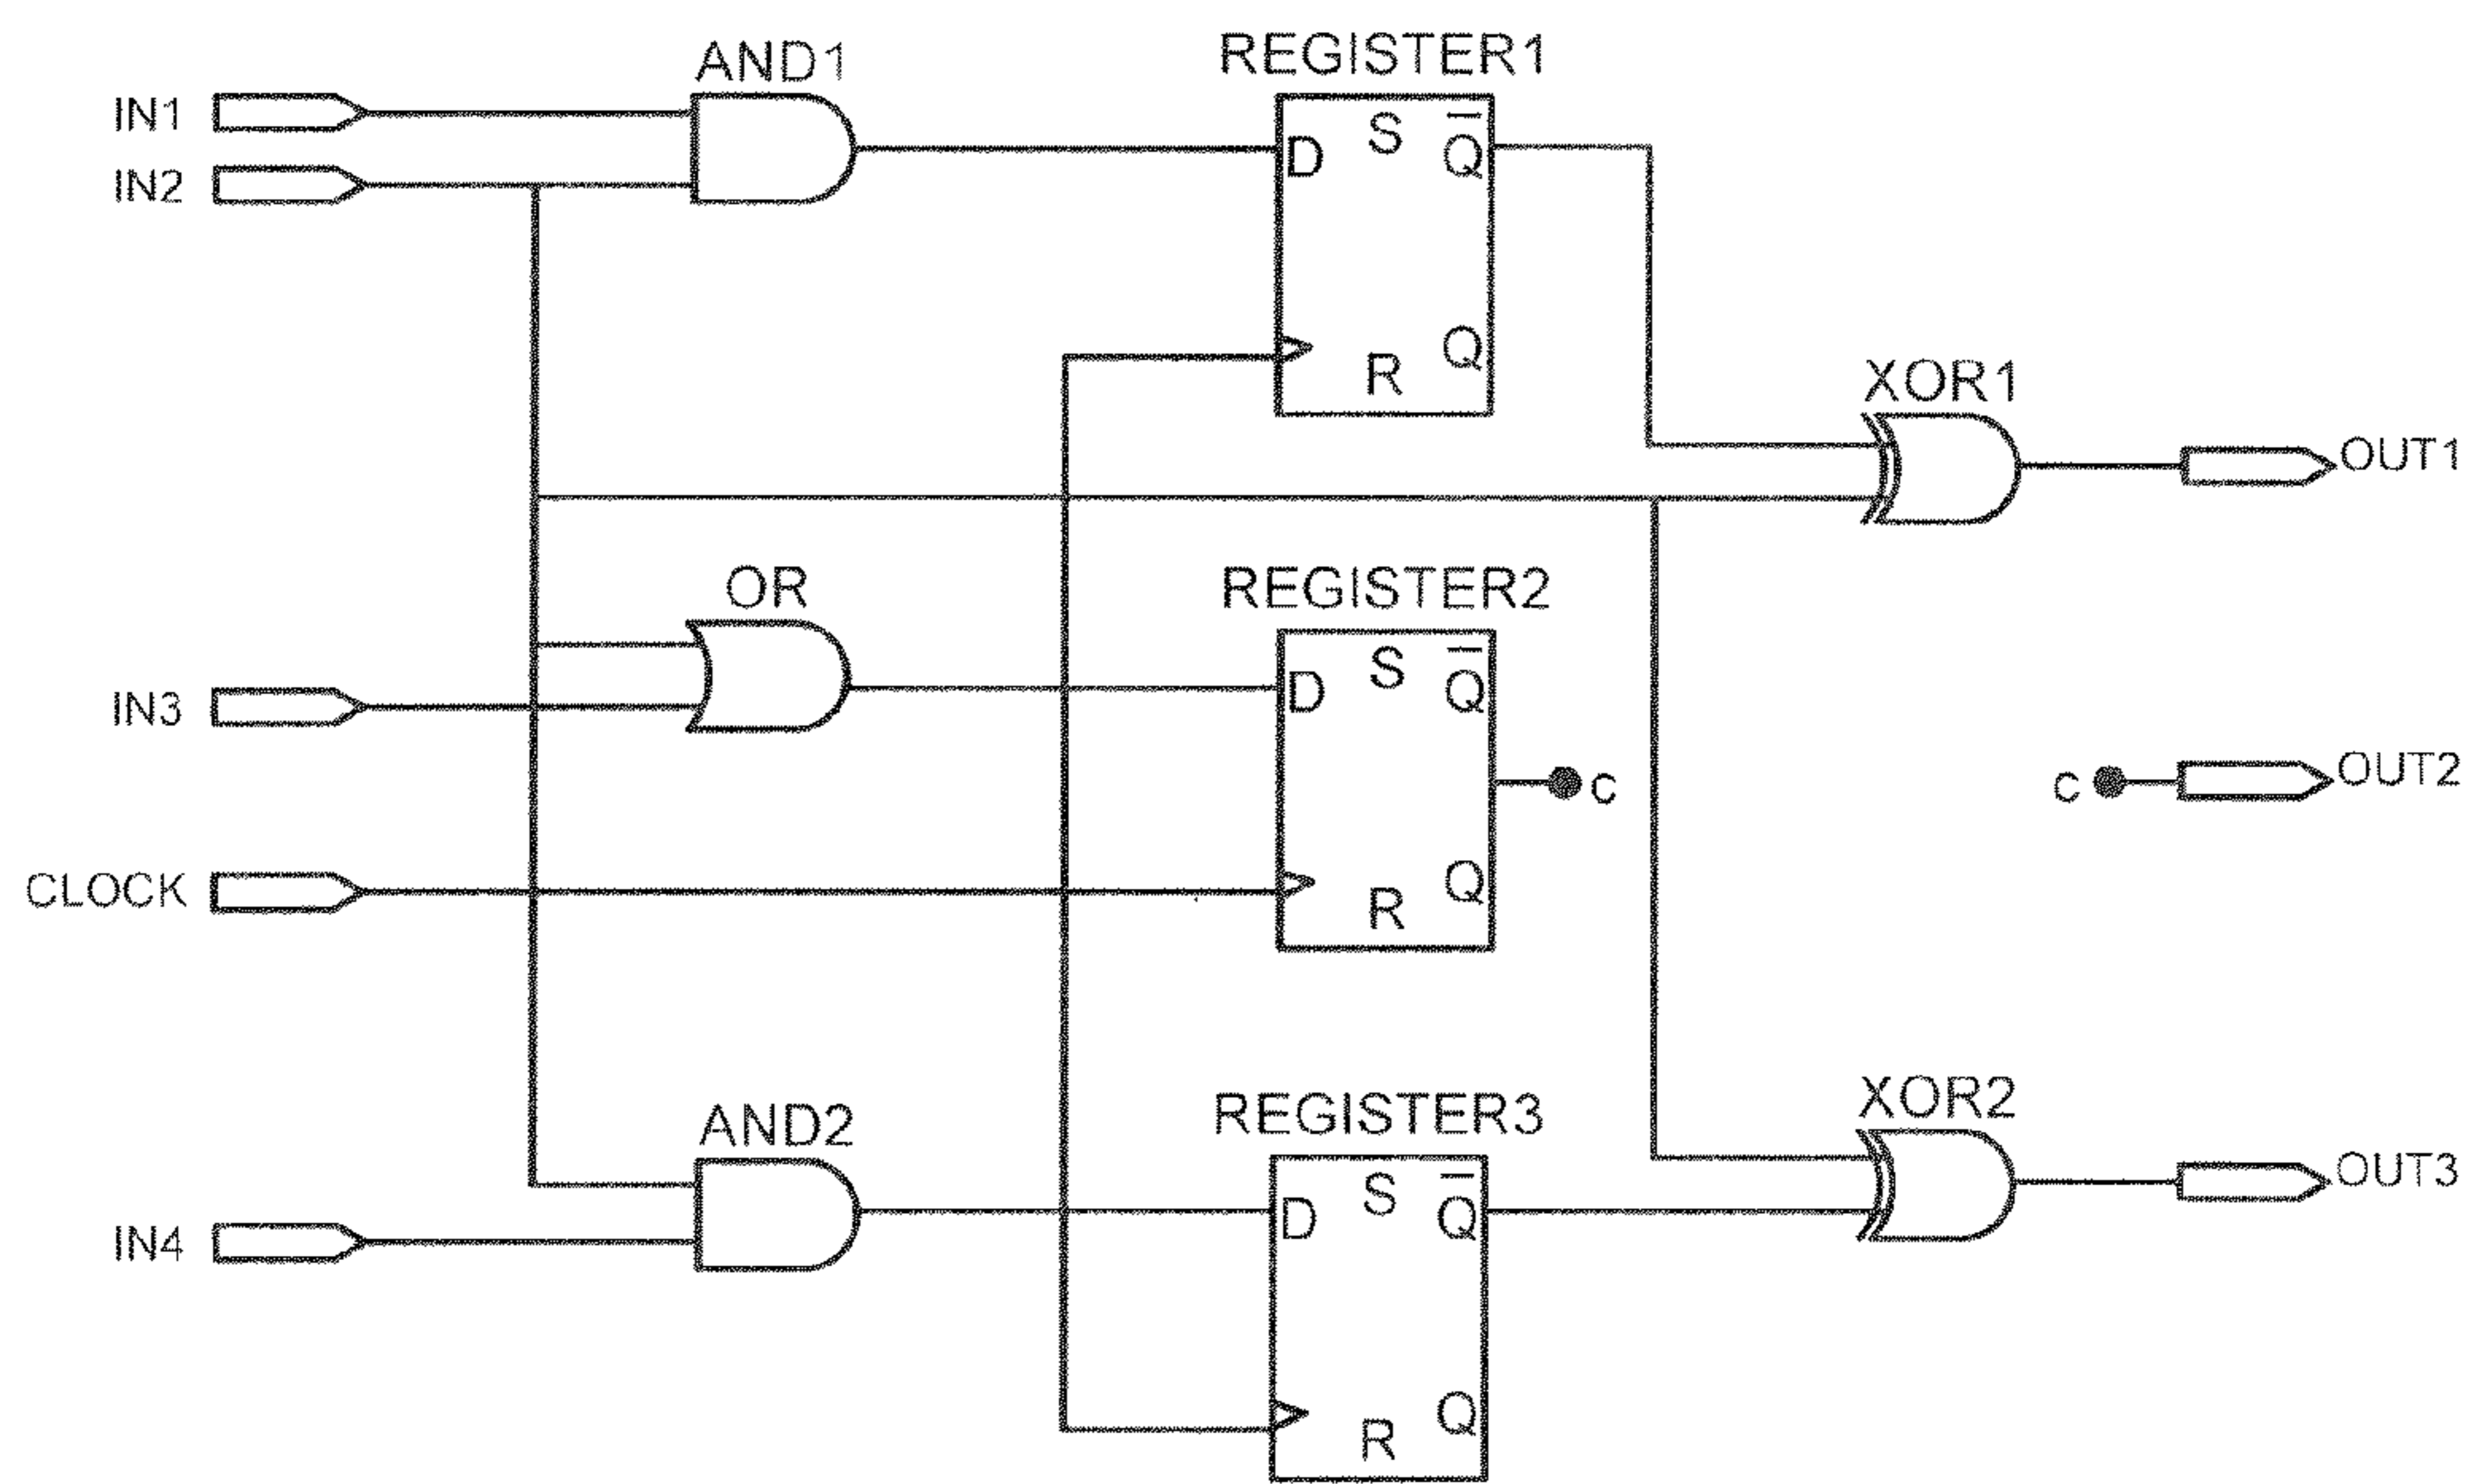 AND1
REGISTER1
IN1
IN2
D
S
Q
R
Q
XOR1
OUT1
OR
REGISTER2
IN3
D
S
Q
C
C
OUT2
CLOCK
R
Q
AND2
REGISTER3
XOR2
IN4
D
S
Q
OUT3
R
Q